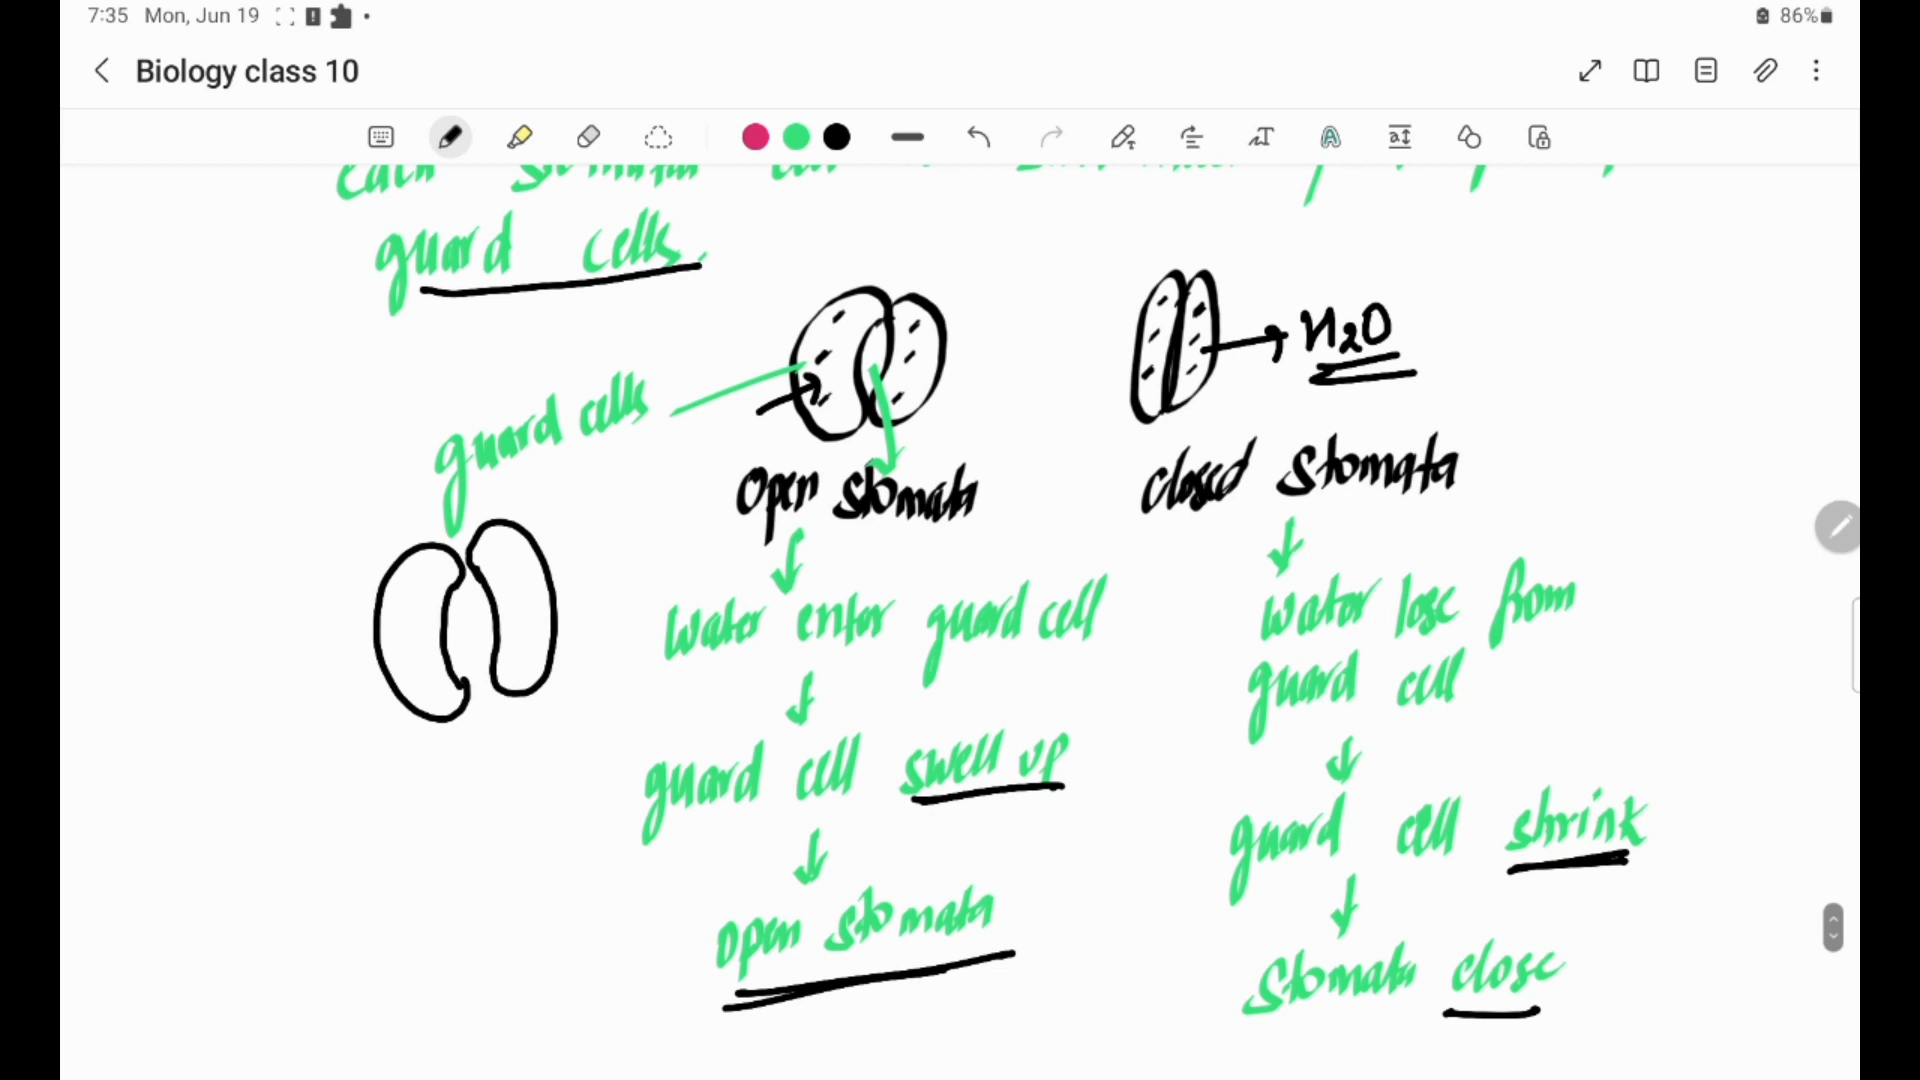 7:35 Mon, Jun 19
86%
Biology class 10
Each stomatal
guard cells.
H2O
guard cells
Open stomata
closed stomata
water enter guard cell
water lose from
guard cell
guard cell swell up
guard cell shrink
open stomata
Stomata close